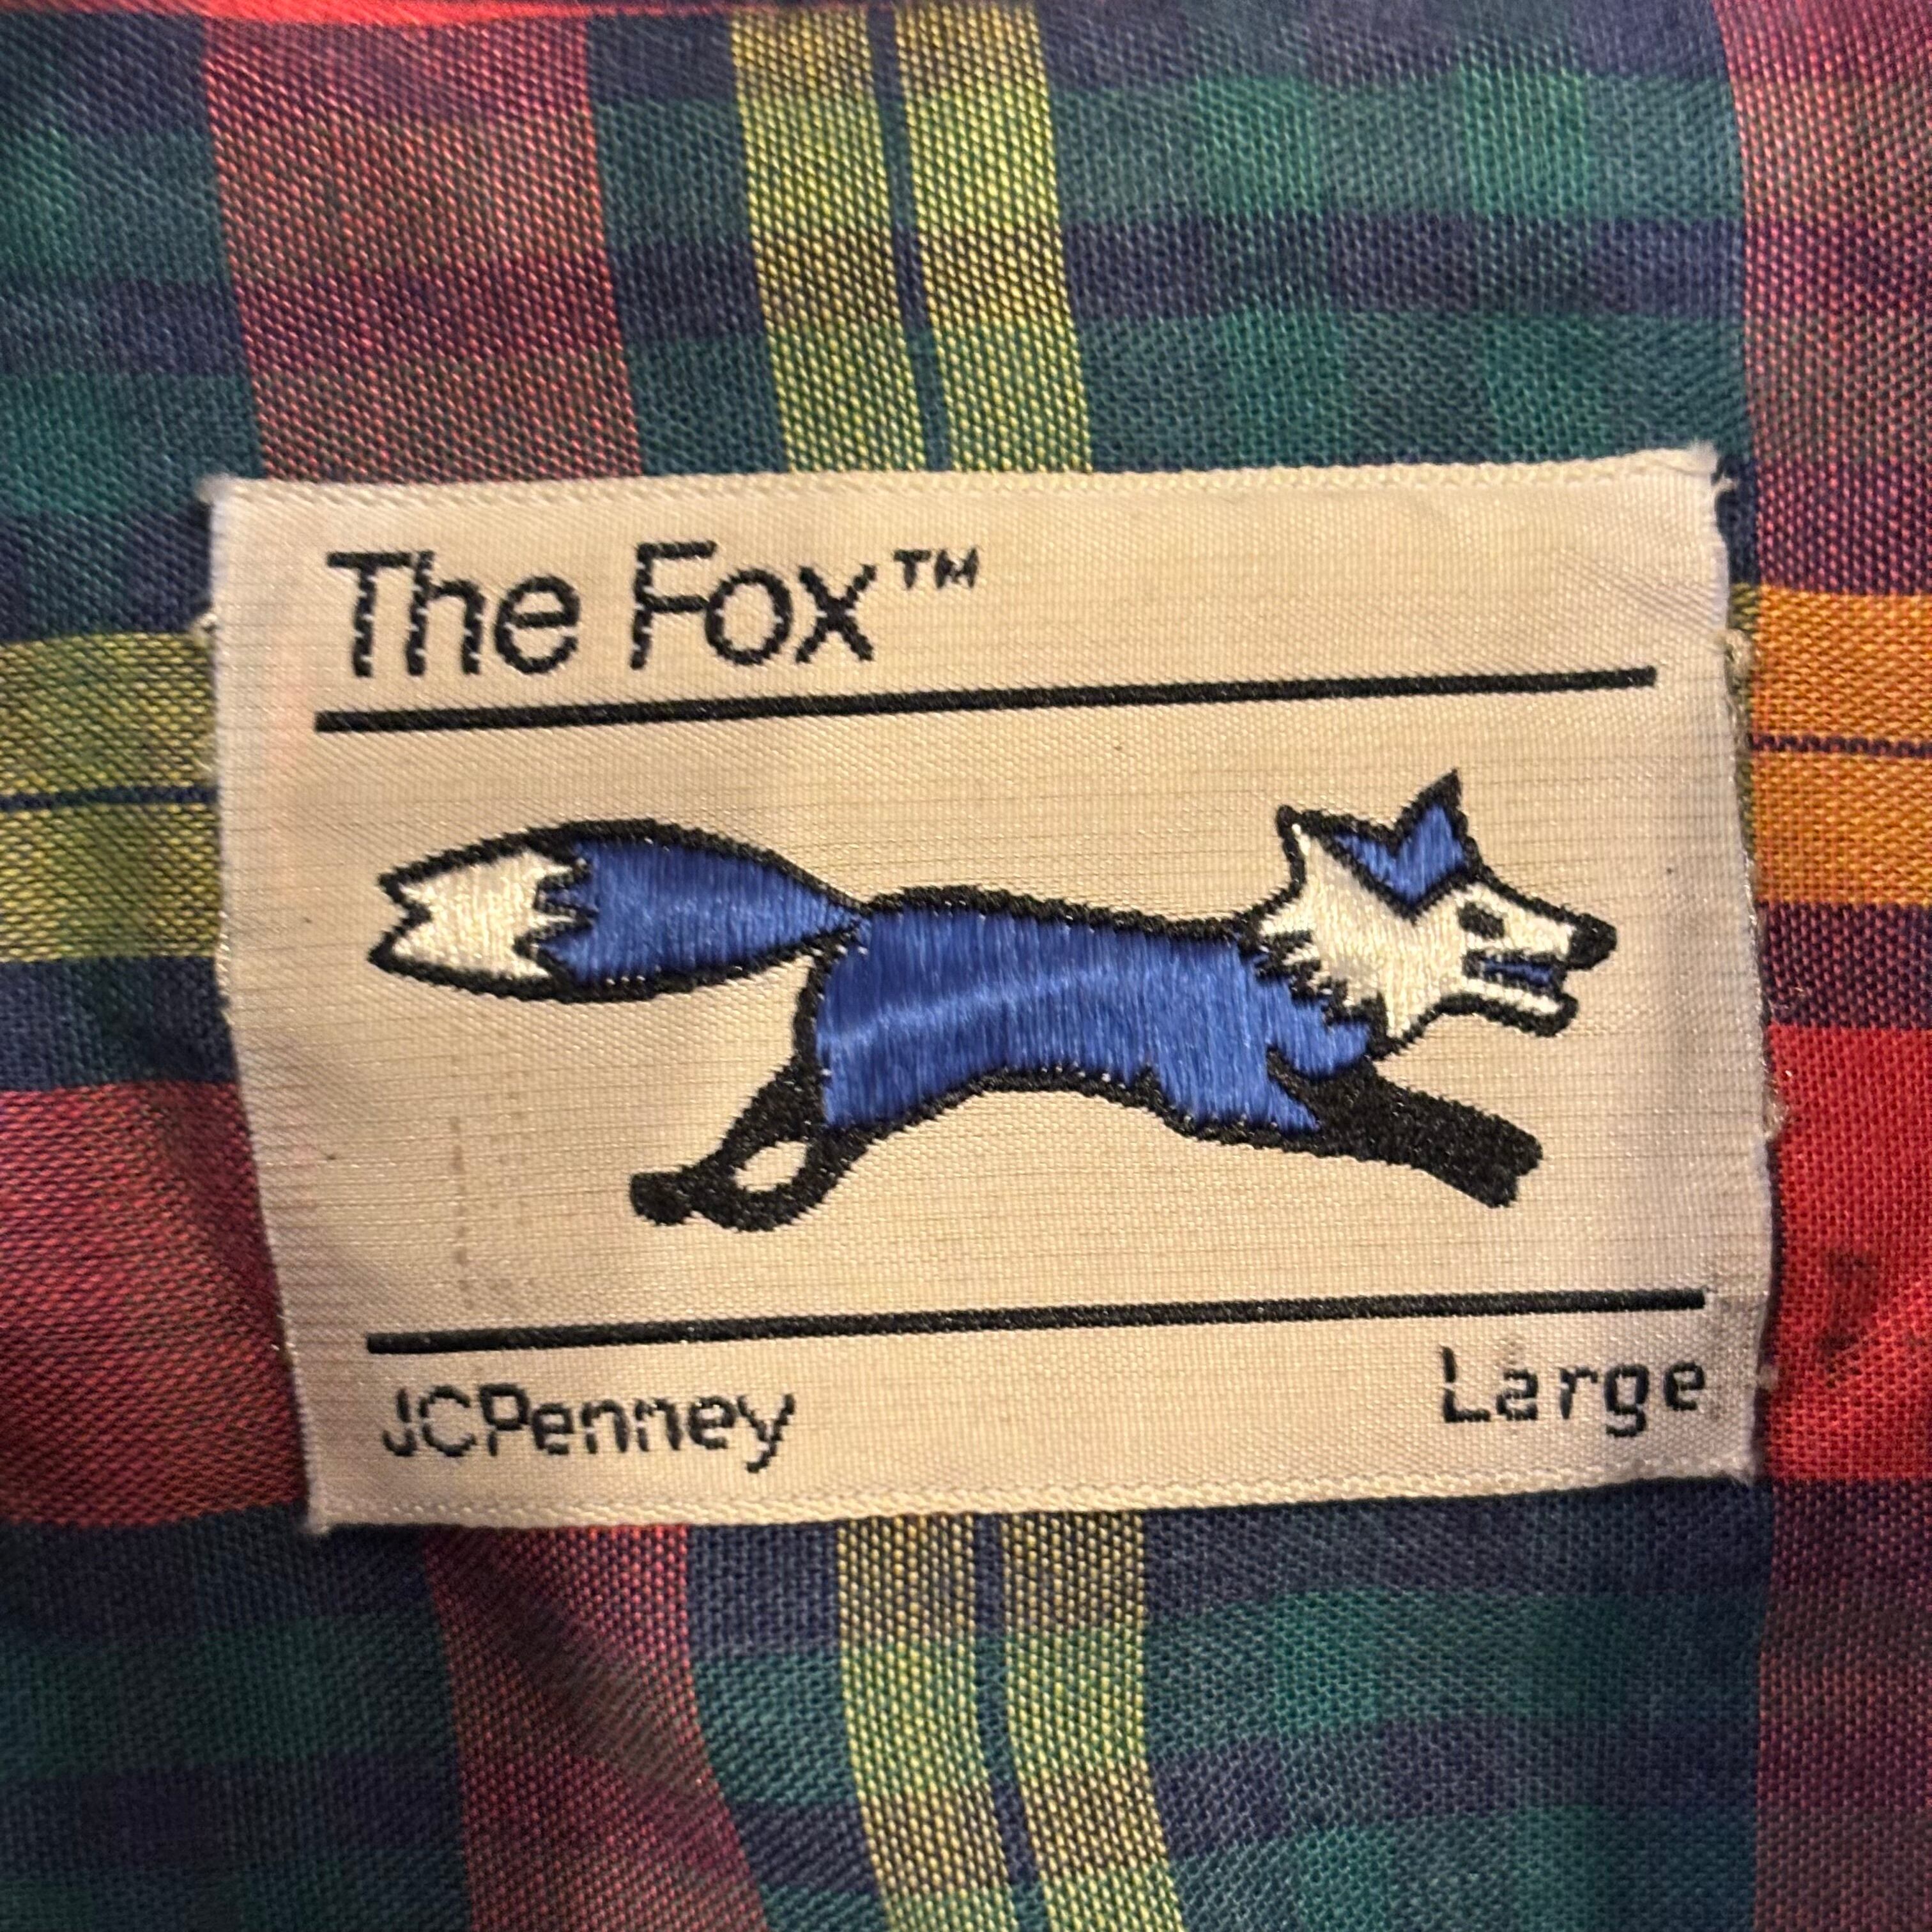 The Fox™
JCPenney Large